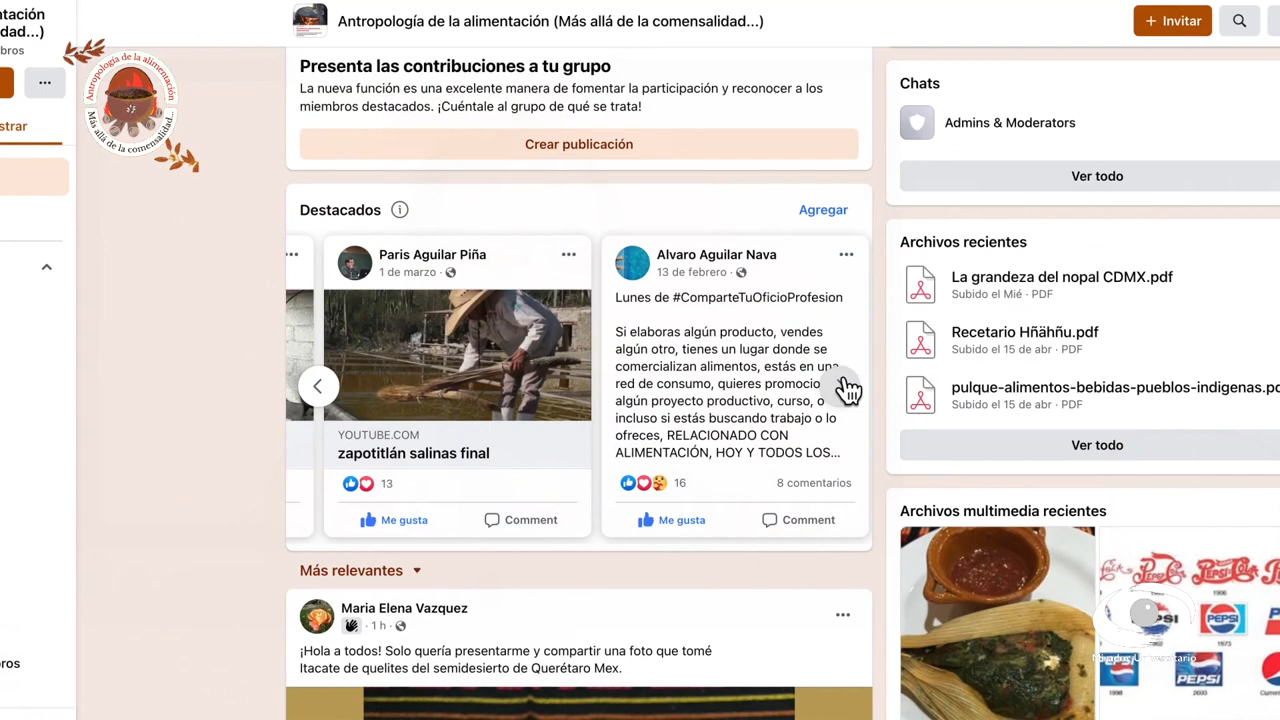 ntación
dad...)
bros
strar
Antropología de la alimentación
Más allá de la comensalidad...
Antropología de la alimentación (Más allá de la comensalidad...)
+ Invitar
Presenta las contribuciones a tu grupo
La nueva función es una excelente manera de fomentar la participación y reconocer a los
miembros destacados. ¡Cuéntale al grupo de qué se trata!
Crear publicación
Destacados
Agregar
Paris Aguilar Piña
1 de marzo
YOUTUBE.COM
zapotitlán salinas final
13
Me gusta
Comment
Alvaro Aguilar Nava
13 de febrero
Lunes de #ComparteTuOficioProfesion
Si elaboras algún producto, vendes
algún otro, tienes un lugar donde se
comercializan alimentos, estás en una
red de consumo, quieres promocio
algún proyecto productivo, curso, o
incluso si estás buscando trabajo o lo
ofreces, RELACIONADO CON
ALIMENTACIÓN, HOY Y TODOS LOS...
16
8 comentarios
Me gusta
Comment
Más relevantes
Maria Elena Vazquez
1 h
¡Hola a todos! Solo quería presentarme y compartir una foto que tomé
Itacate de quelites del Semidesierto de Querétaro Mex.
Chats
Admins & Moderators
Ver todo
Archivos recientes
La grandeza del nopal CDMX.pdf
Subido el Mié · PDF
Recetario Hñähñu.pdf
Subido el 15 de abr · PDF
pulque-alimentos-bebidas-pueblos-indigenas.pd
Subido el 15 de abr · PDF
Ver todo
Archivos multimedia recientes
PEPSI-COLA
PEPSI
PEPSI
1906
1973
1998
2003
Mirador Universitario
bros